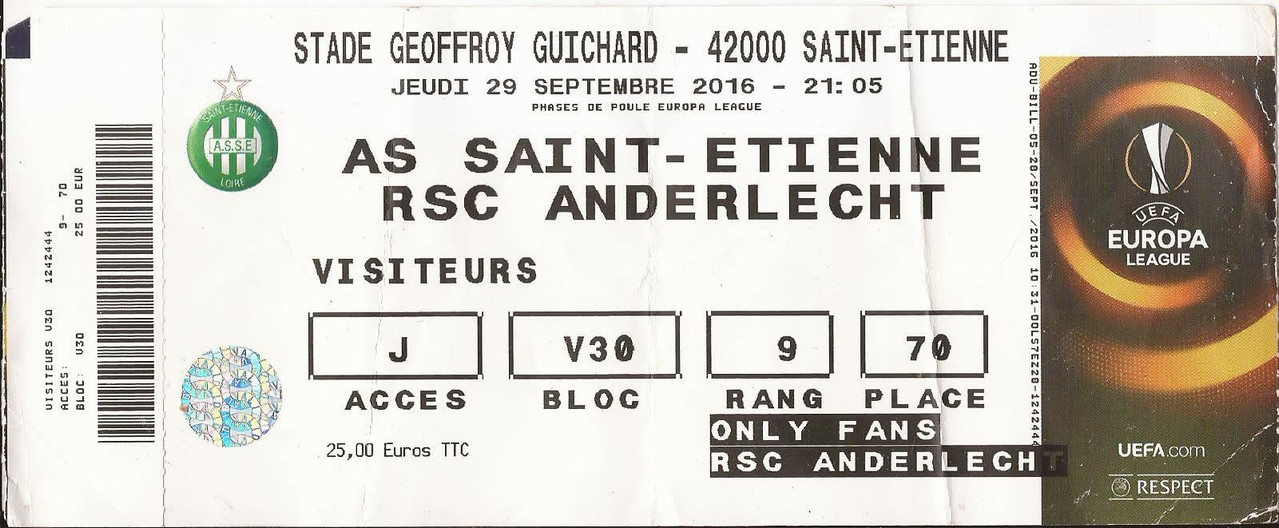 VISITEURS V30 1242444
ACCES: 9- 70
BLOC: V30 25 00 EUR
SAINT-ETIENNE
A.S.S.E
LOIRE
STADE GEOFFROY GUICHARD - 42000 SAINT-ETIENNE
JEUDI 29 SEPTEMBRE 2016 - 21:05
PHASES DE POULE EUROPA LEAGUE
AS SAINT-ETIENNE
RSC ANDERLECHT
VISITEURS
J V30 9 70
ACCES BLOC RANG PLACE
ONLY FANS
RSC ANDERLECHT
25,00 Euros TTC
UEFA
EUROPA
LEAGUE
UEFA.com
RESPECT